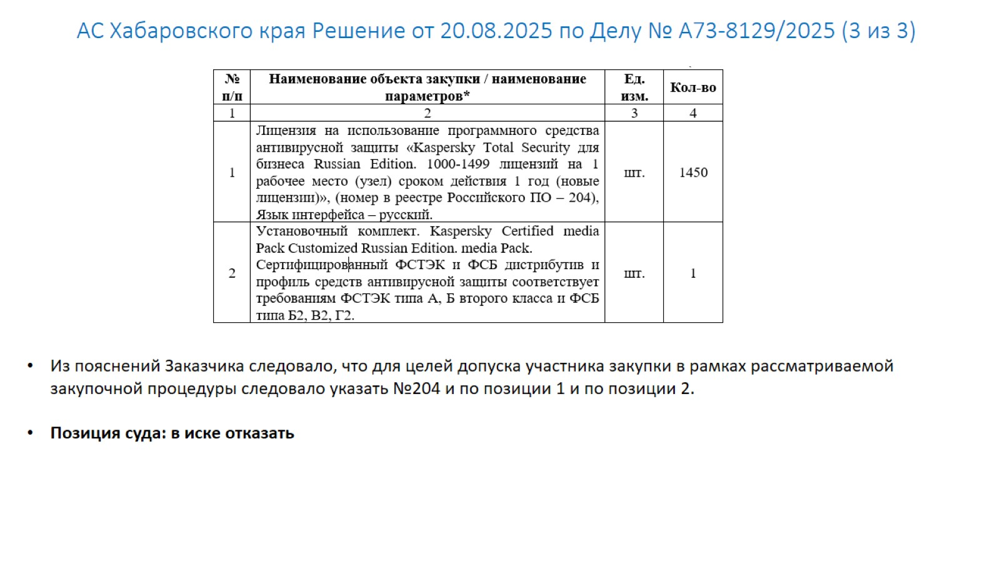 АС Хабаровского края Решение от 20.08.2025 по Делу № А73-8129/2025 (3 из 3)
№ п/п
Наименование объекта закупки / наименование
параметров*
Ед.
изм.
Кол-во
1
2
3
4
1
Лицензия на использование программного средства
антивирусной защиты «Kaspersky Total Security для
бизнеса Russian Edition. 1000-1499 лицензий на 1
рабочее место (узел) сроком действия 1 год (новые
лицензии)», (номер в реестре Российского ПО – 204),
Язык интерфейса – русский.
шт.
1450
2
Установочный комплект. Kaspersky Certified media
Pack Customized Russian Edition. media Pack.
Сертифицированный ФСТЭК и ФСБ дистрибутив и
профиль средств антивирусной защиты соответствует
требованиям ФСТЭК типа А, Б второго класса и ФСБ
типа Б2, В2, Г2.
шт.
1
• Из пояснений Заказчика следовало, что для целей допуска участника закупки в рамках рассматриваемой
закупочной процедуры следовало указать №204 и по позиции 1 и по позиции 2.
• Позиция суда: в иске отказать